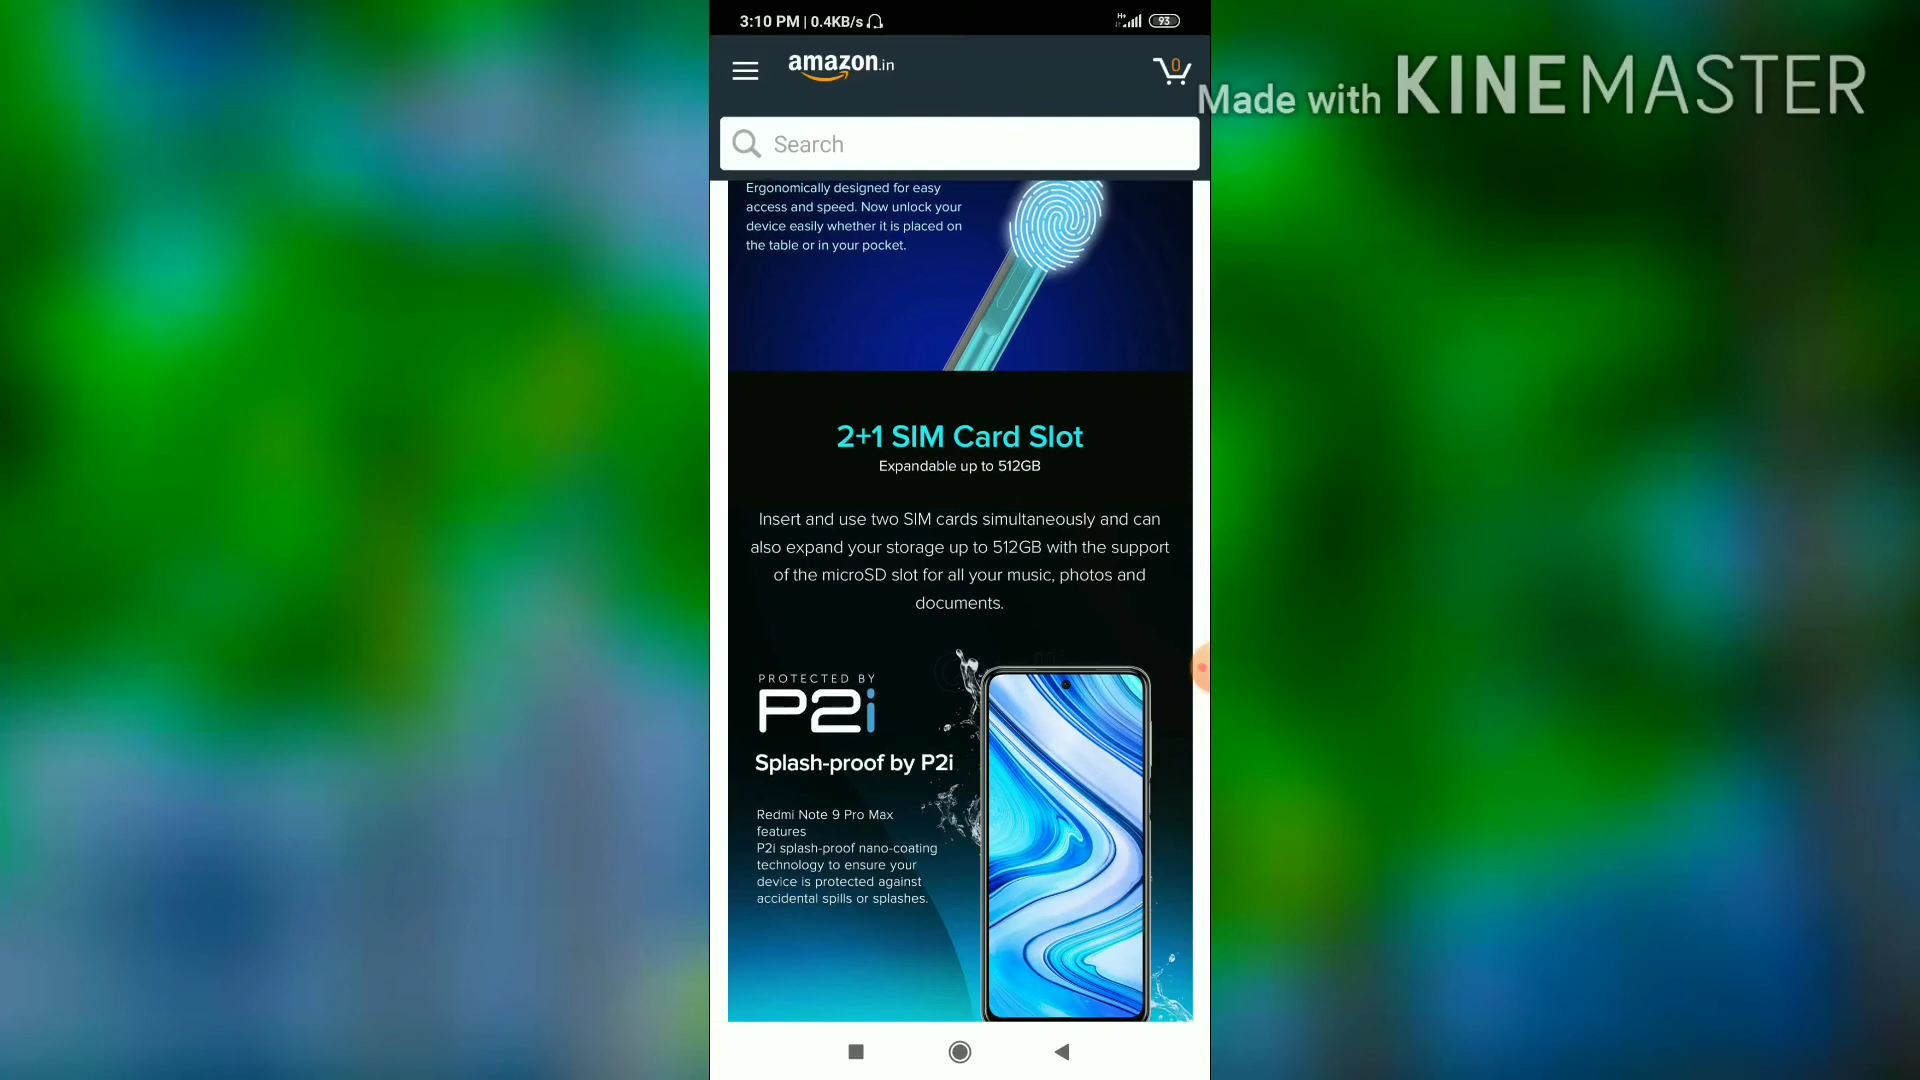 3:10 PM | 0.4KB/s
H+
93
amazon.in
0
Made with KINEMASTER
Search
Ergonomically designed for easy
access and speed. Now unlock your
device easily whether it is placed on
the table or in your pocket.
2+1 SIM Card Slot
Expandable up to 512GB
Insert and use two SIM cards simultaneously and can
also expand your storage up to 512GB with the support
of the microSD slot for all your music, photos and
documents.
PROTECTED BY
P2i
Splash-proof by P2i
Redmi Note 9 Pro Max
features
P2i splash-proof nano-coating
technology to ensure your
device is protected against
accidental spills or splashes.